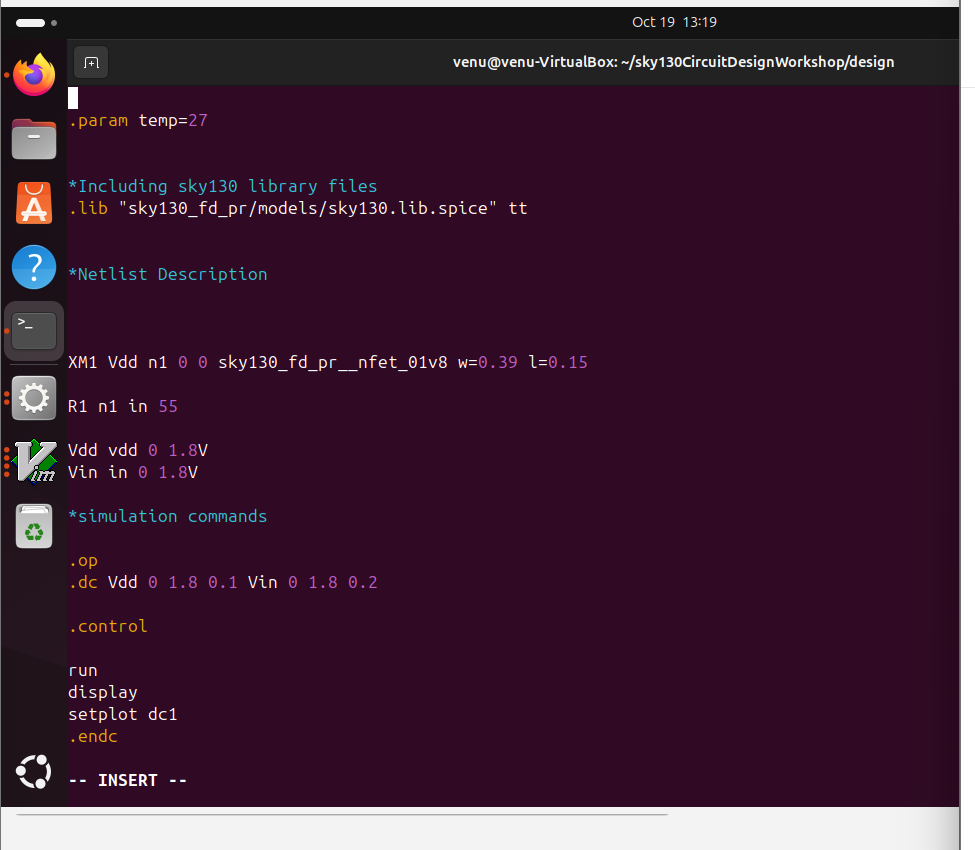 Oct 19 13:19
venu@venu-VirtualBox: ~/sky130CircuitDesignWorkshop/design
.param temp=27
*Including sky130 library files
.lib "sky130_fd_pr/models/sky130.lib.spice" tt
*Netlist Description
XM1 Vdd n1 0 0 sky130_fd_pr__nfet_01v8 w=0.39 l=0.15
R1 n1 in 55
Vdd vdd 0 1.8V
Vin in 0 1.8V
*simulation commands
.op
.dc Vdd 0 1.8 0.1 Vin 0 1.8 0.2
.control
run
display
setplot dc1
.endc
-- INSERT --
>_
?
A
Vim